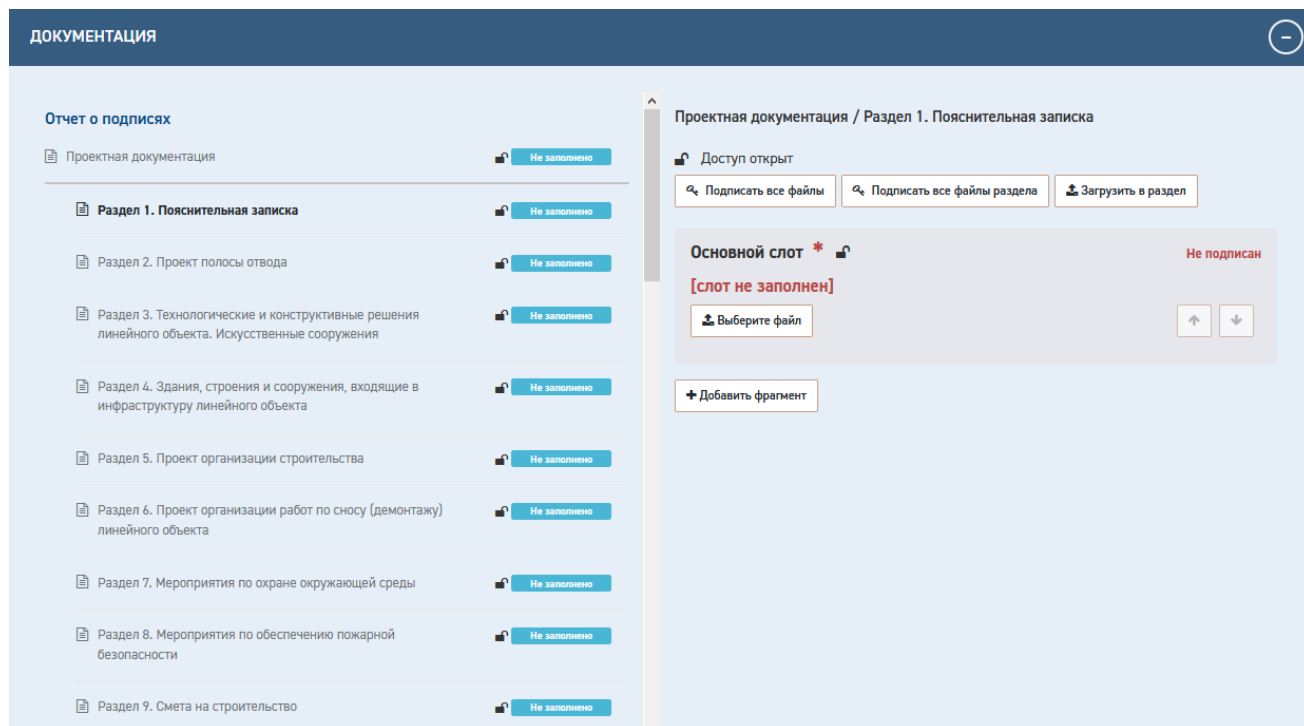 ДОКУМЕНТАЦИЯ
Отчет о подписях
Проектная документация
Не заполнено
Раздел 1. Пояснительная записка
Не заполнено
Раздел 2. Проект полосы отвода
Не заполнено
Раздел 3. Технологические и конструктивные решения
линейного объекта. Искусственные сооружения
Не заполнено
Раздел 4. Здания, строения и сооружения, входящие в
инфраструктуру линейного объекта
Не заполнено
Раздел 5. Проект организации строительства
Не заполнено
Раздел 6. Проект организации работ по сносу (демонтажу)
линейного объекта
Не заполнено
Раздел 7. Мероприятия по охране окружающей среды
Не заполнено
Раздел 8. Мероприятия по обеспечению пожарной
безопасности
Не заполнено
Раздел 9. Смета на строительство
Не заполнено
Проектная документация / Раздел 1. Пояснительная записка
Доступ открыт
Подписать все файлы
Подписать все файлы раздела
Загрузить в раздел
Основной слот *
Не подписан
[слот не заполнен]
Выберите файл
+ Добавить фрагмент